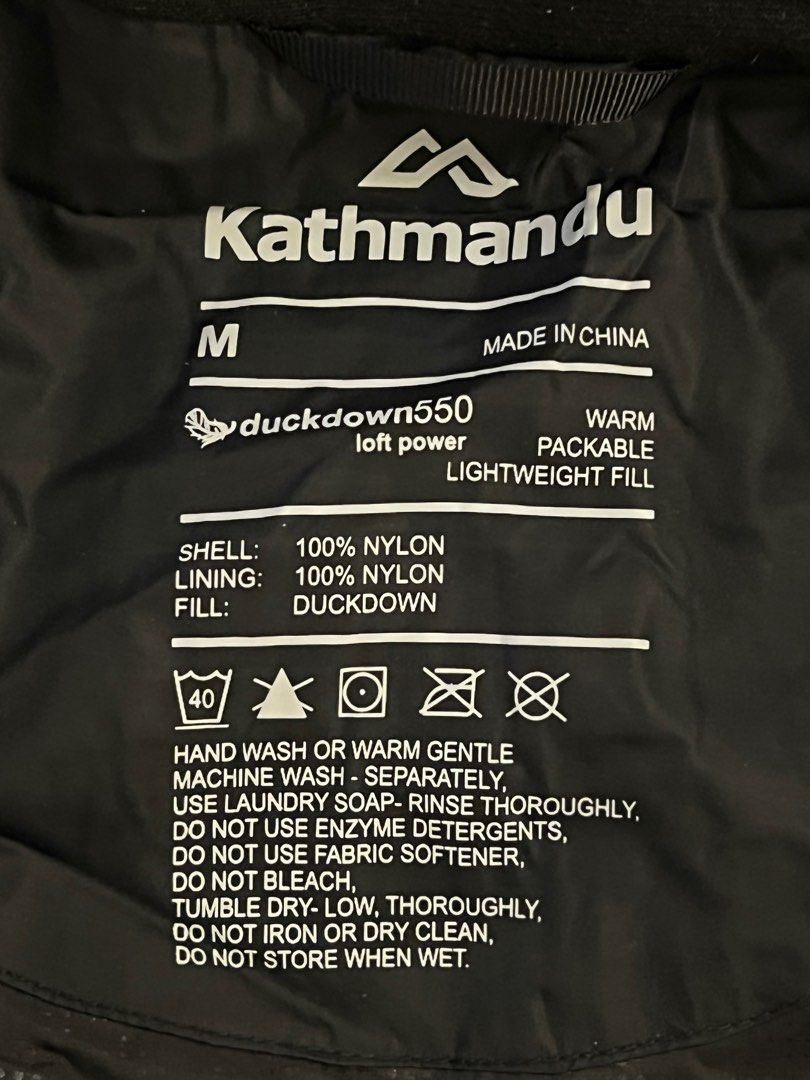 Kathmandu
M MADE IN CHINA
duckdown550 WARM
loft power PACKABLE
LIGHTWEIGHT FILL
SHELL: 100% NYLON
LINING: 100% NYLON
FILL: DUCKDOWN
40
HAND WASH OR WARM GENTLE
MACHINE WASH - SEPARATELY,
USE LAUNDRY SOAP- RINSE THOROUGHLY,
DO NOT USE ENZYME DETERGENTS,
DO NOT USE FABRIC SOFTENER,
DO NOT BLEACH,
TUMBLE DRY- LOW, THOROUGHLY,
DO NOT IRON OR DRY CLEAN,
DO NOT STORE WHEN WET.